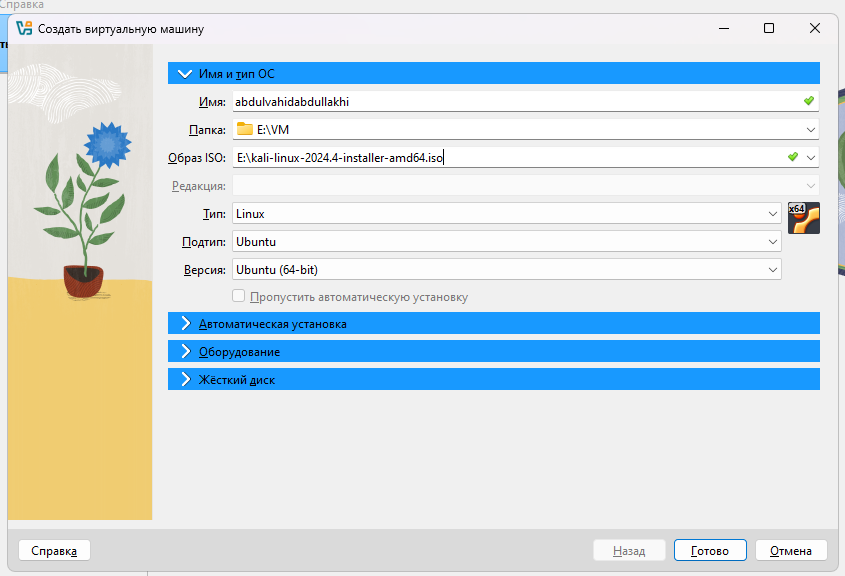 Справка
Создать виртуальную машину
Имя и тип ОС
Имя: abdulvahidabdullakhi
Папка: E:\VM
Образ ISO: E:\kali-linux-2024.4-installer-amd64.iso
Редакция:
Тип: Linux
x64
Подтип: Ubuntu
Версия: Ubuntu (64-bit)
Пропустить автоматическую установку
Автоматическая установка
Оборудование
Жёсткий диск
Справка
Назад
Готово
Отмена